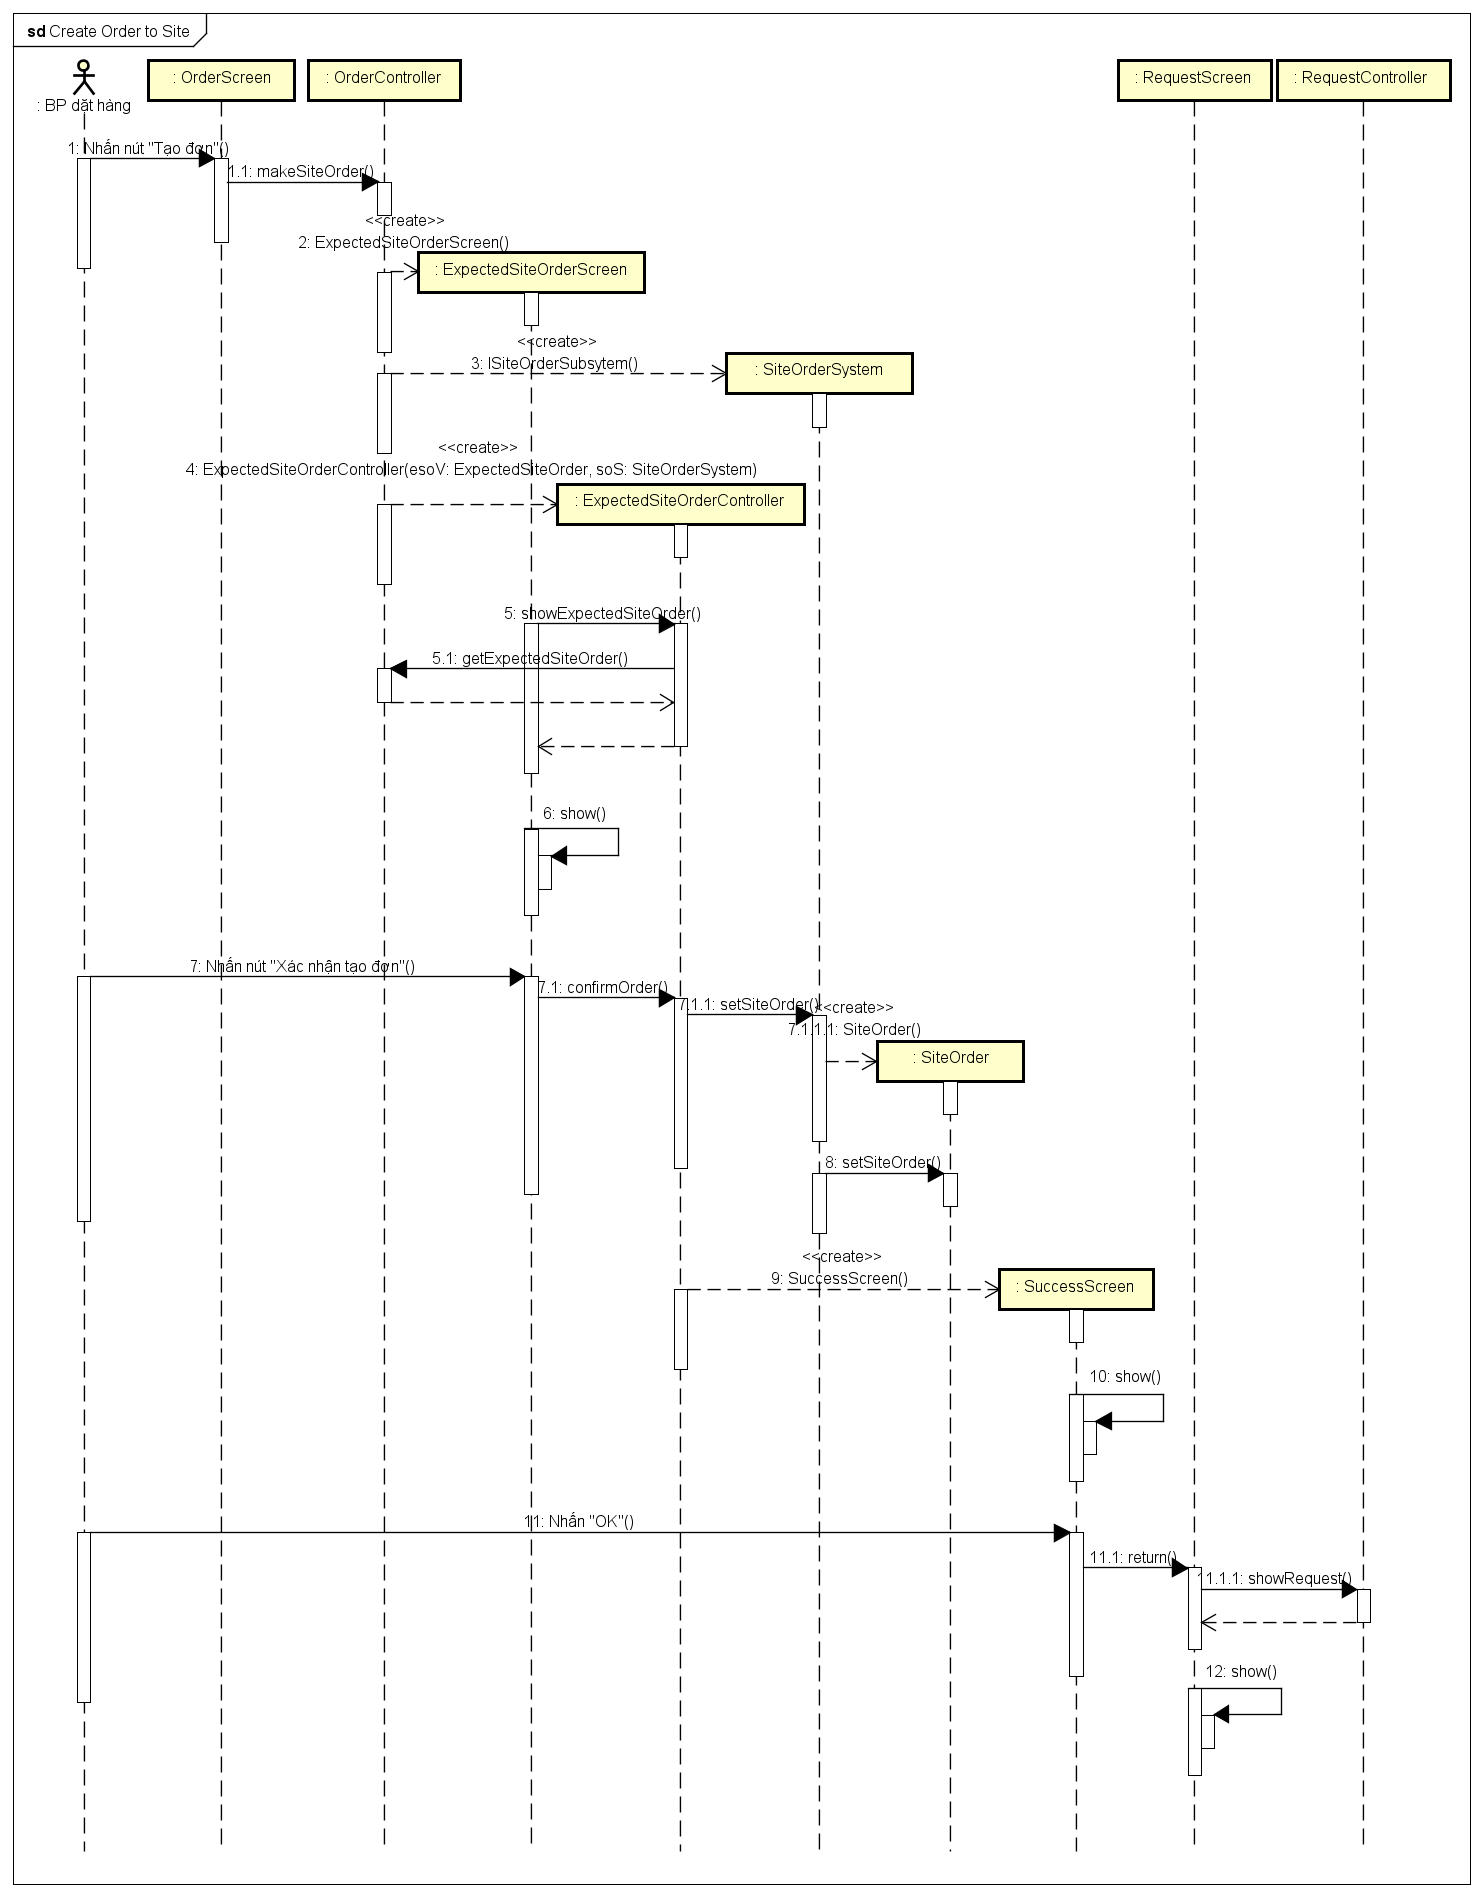 sd Create Order to Site
: BP đặt hàng
: OrderScreen
: OrderController
: RequestScreen
: RequestController
1: Nhấn nút "Tạo đơn"()
1.1: makeSiteOrder()
<<create>>
2: ExpectedSiteOrderScreen()
: ExpectedSiteOrderScreen
<<create>>
3: ISiteOrderSubsytem()
: SiteOrderSystem
<<create>>
4: ExpectedSiteOrderController(esoV: ExpectedSiteOrder, soS: SiteOrderSystem)
: ExpectedSiteOrderController
5: showExpectedSiteOrder()
5.1: getExpectedSiteOrder()
6: show()
7: Nhấn nút "Xác nhận tạo đơn"()
7.1: confirmOrder()
7.1.1: setSiteOrder()
<<create>>
7.1.1.1: SiteOrder()
: SiteOrder
8: setSiteOrder()
<<create>>
9: SuccessScreen()
: SuccessScreen
10: show()
11: Nhấn "OK"()
11.1: return()
11.1.1: showRequest()
12: show()